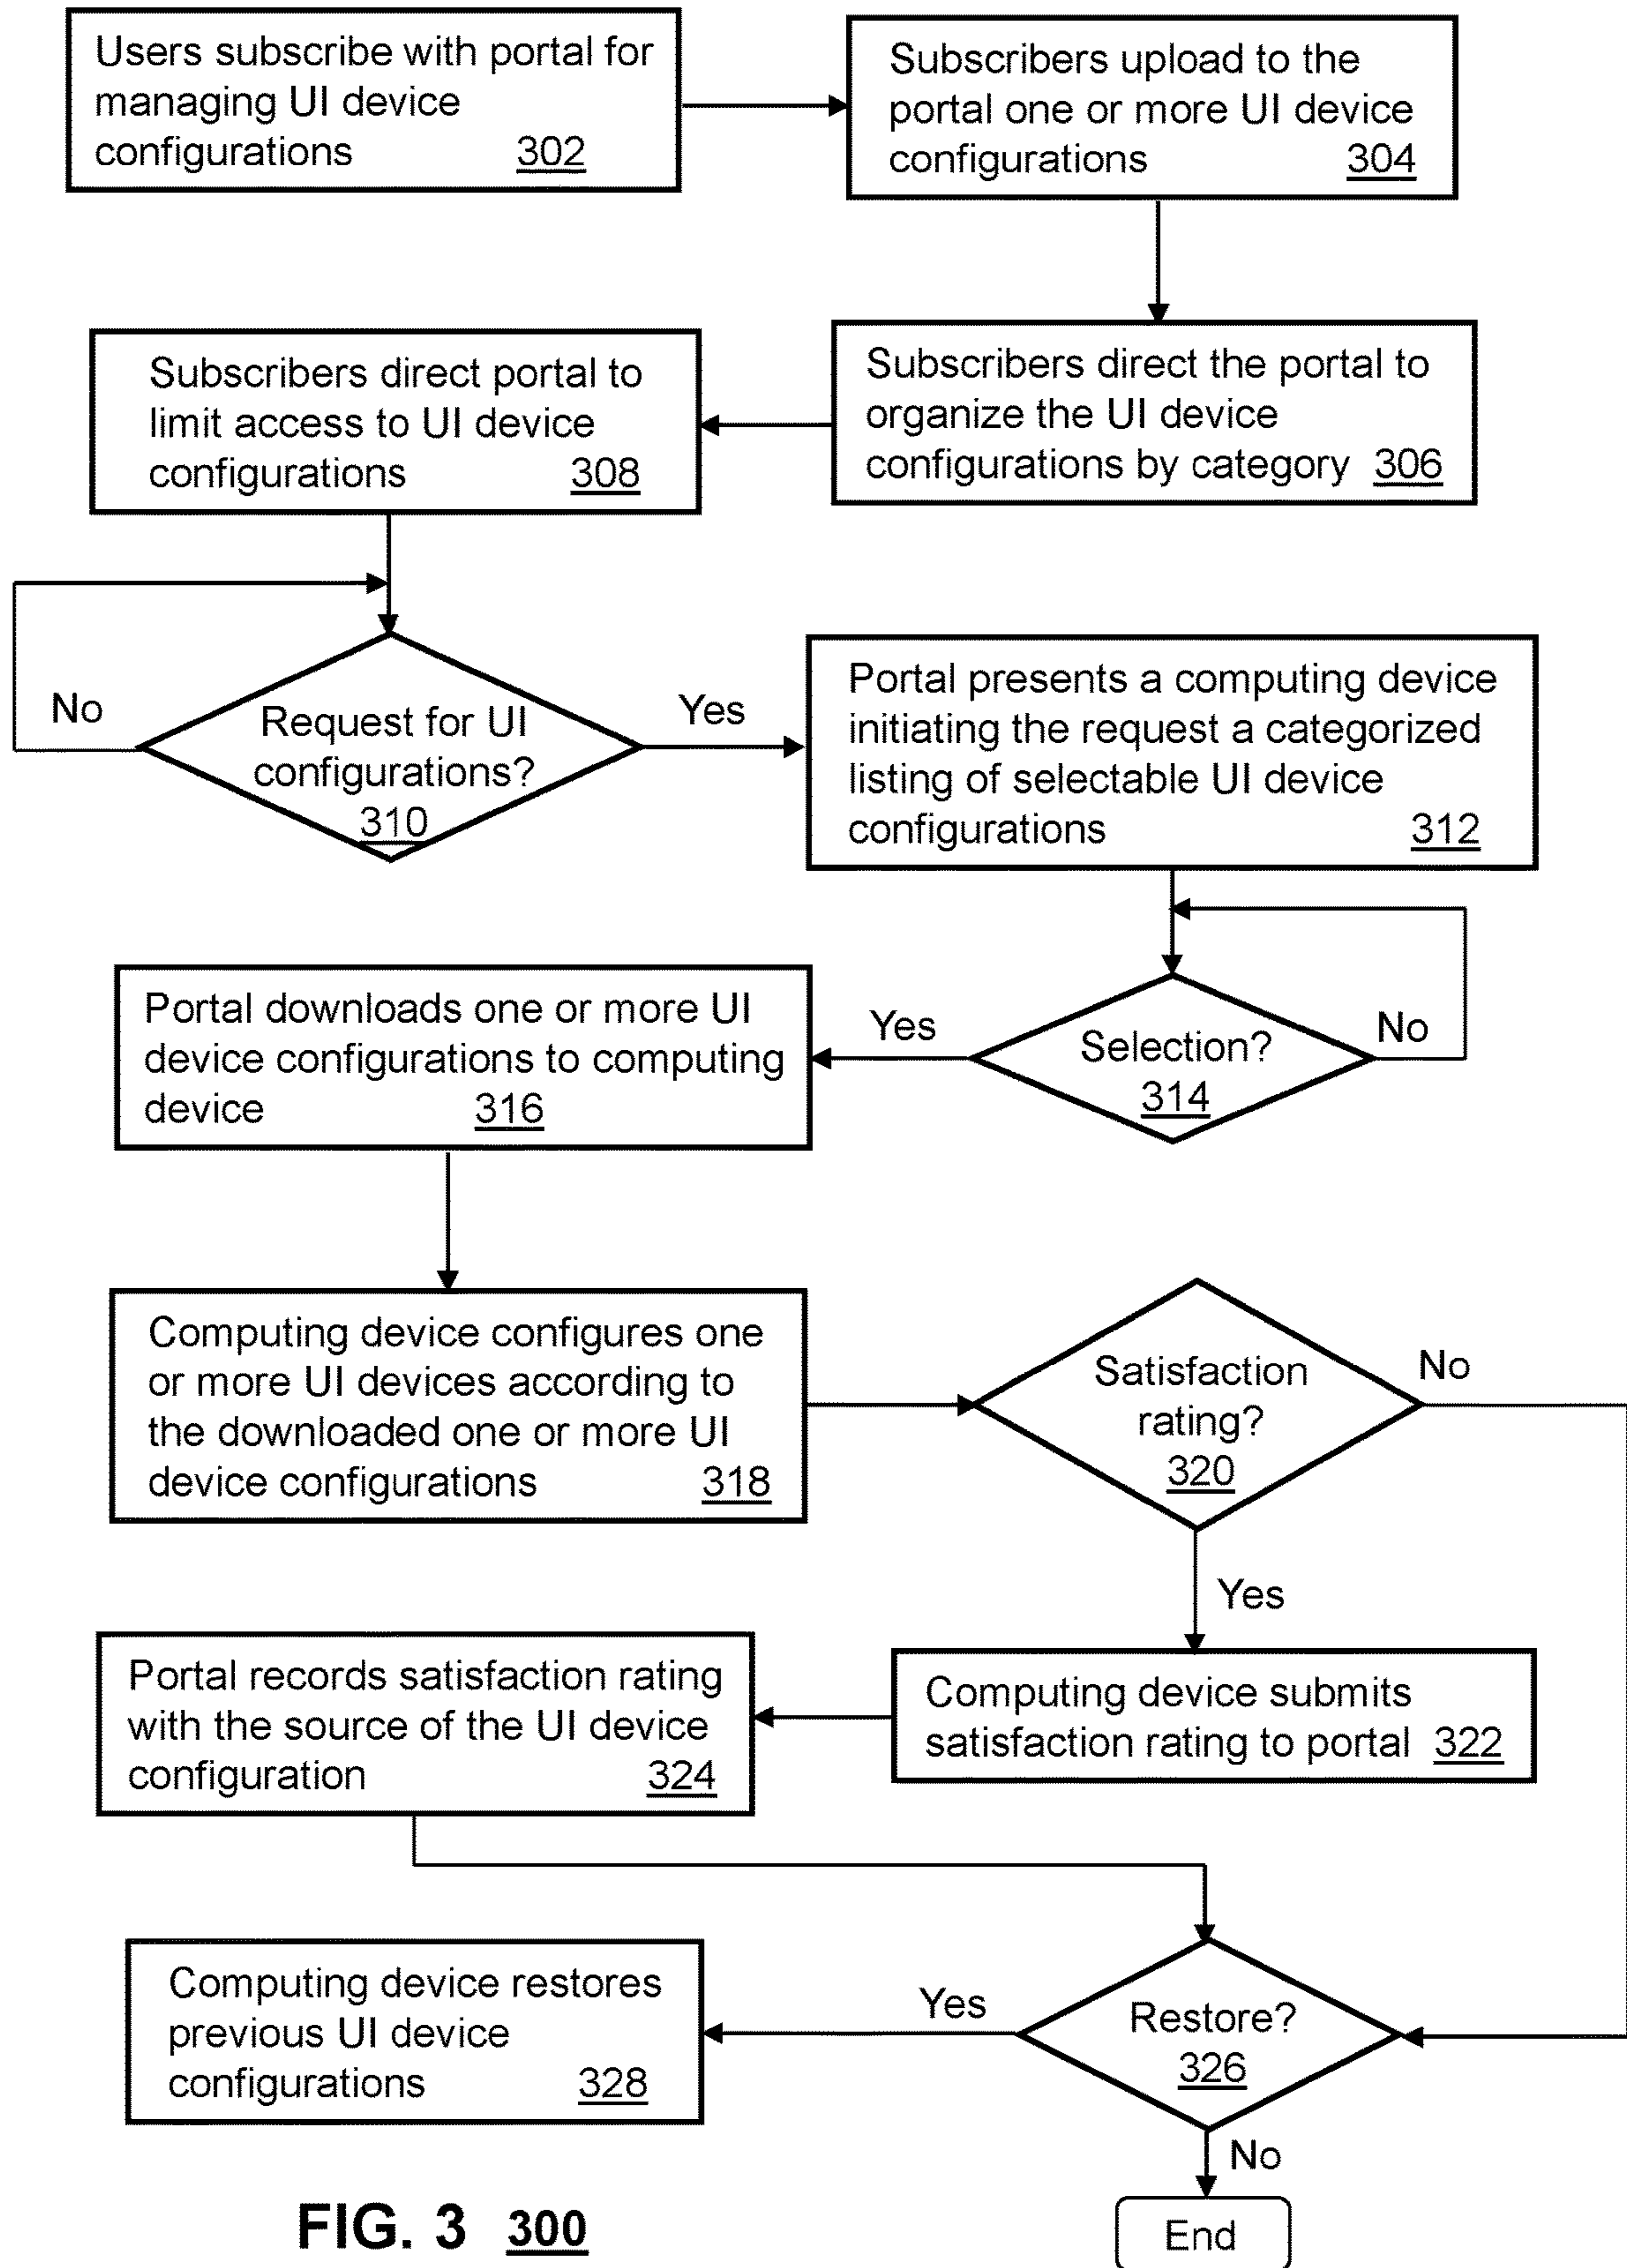 Users subscribe with portal for
managing UI device
configurations 302
Subscribers upload to the
portal one or more UI device
configurations 304
Subscribers direct the portal to
organize the UI device
configurations by category 306
Subscribers direct portal to
limit access to UI device
configurations 308
No
Request for UI
configurations?
310
Yes
Portal presents a computing device
initiating the request a categorized
listing of selectable UI device
configurations 312
Selection?
314
No
Yes
Portal downloads one or more UI
device configurations to computing
device 316
Computing device configures one
or more UI devices according to
the downloaded one or more UI
device configurations 318
Satisfaction
rating?
320
No
Yes
Computing device submits
satisfaction rating to portal 322
Portal records satisfaction rating
with the source of the UI device
configuration 324
Restore?
326
Yes
Computing device restores
previous UI device
configurations 328
No
End
FIG. 3 300